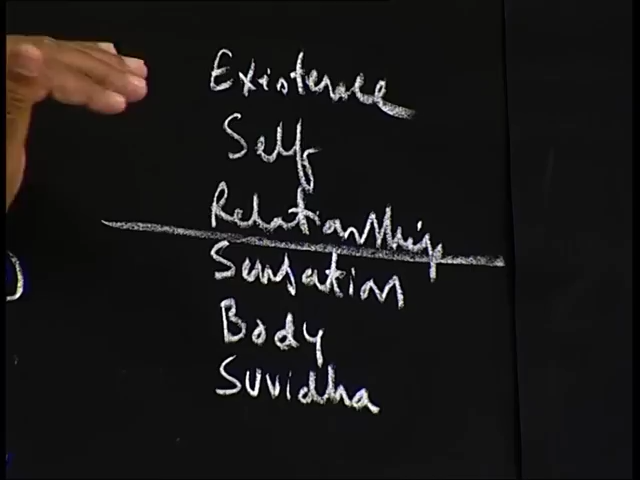 Existence
Self
Relationship
Sensation
Body
Suvidha